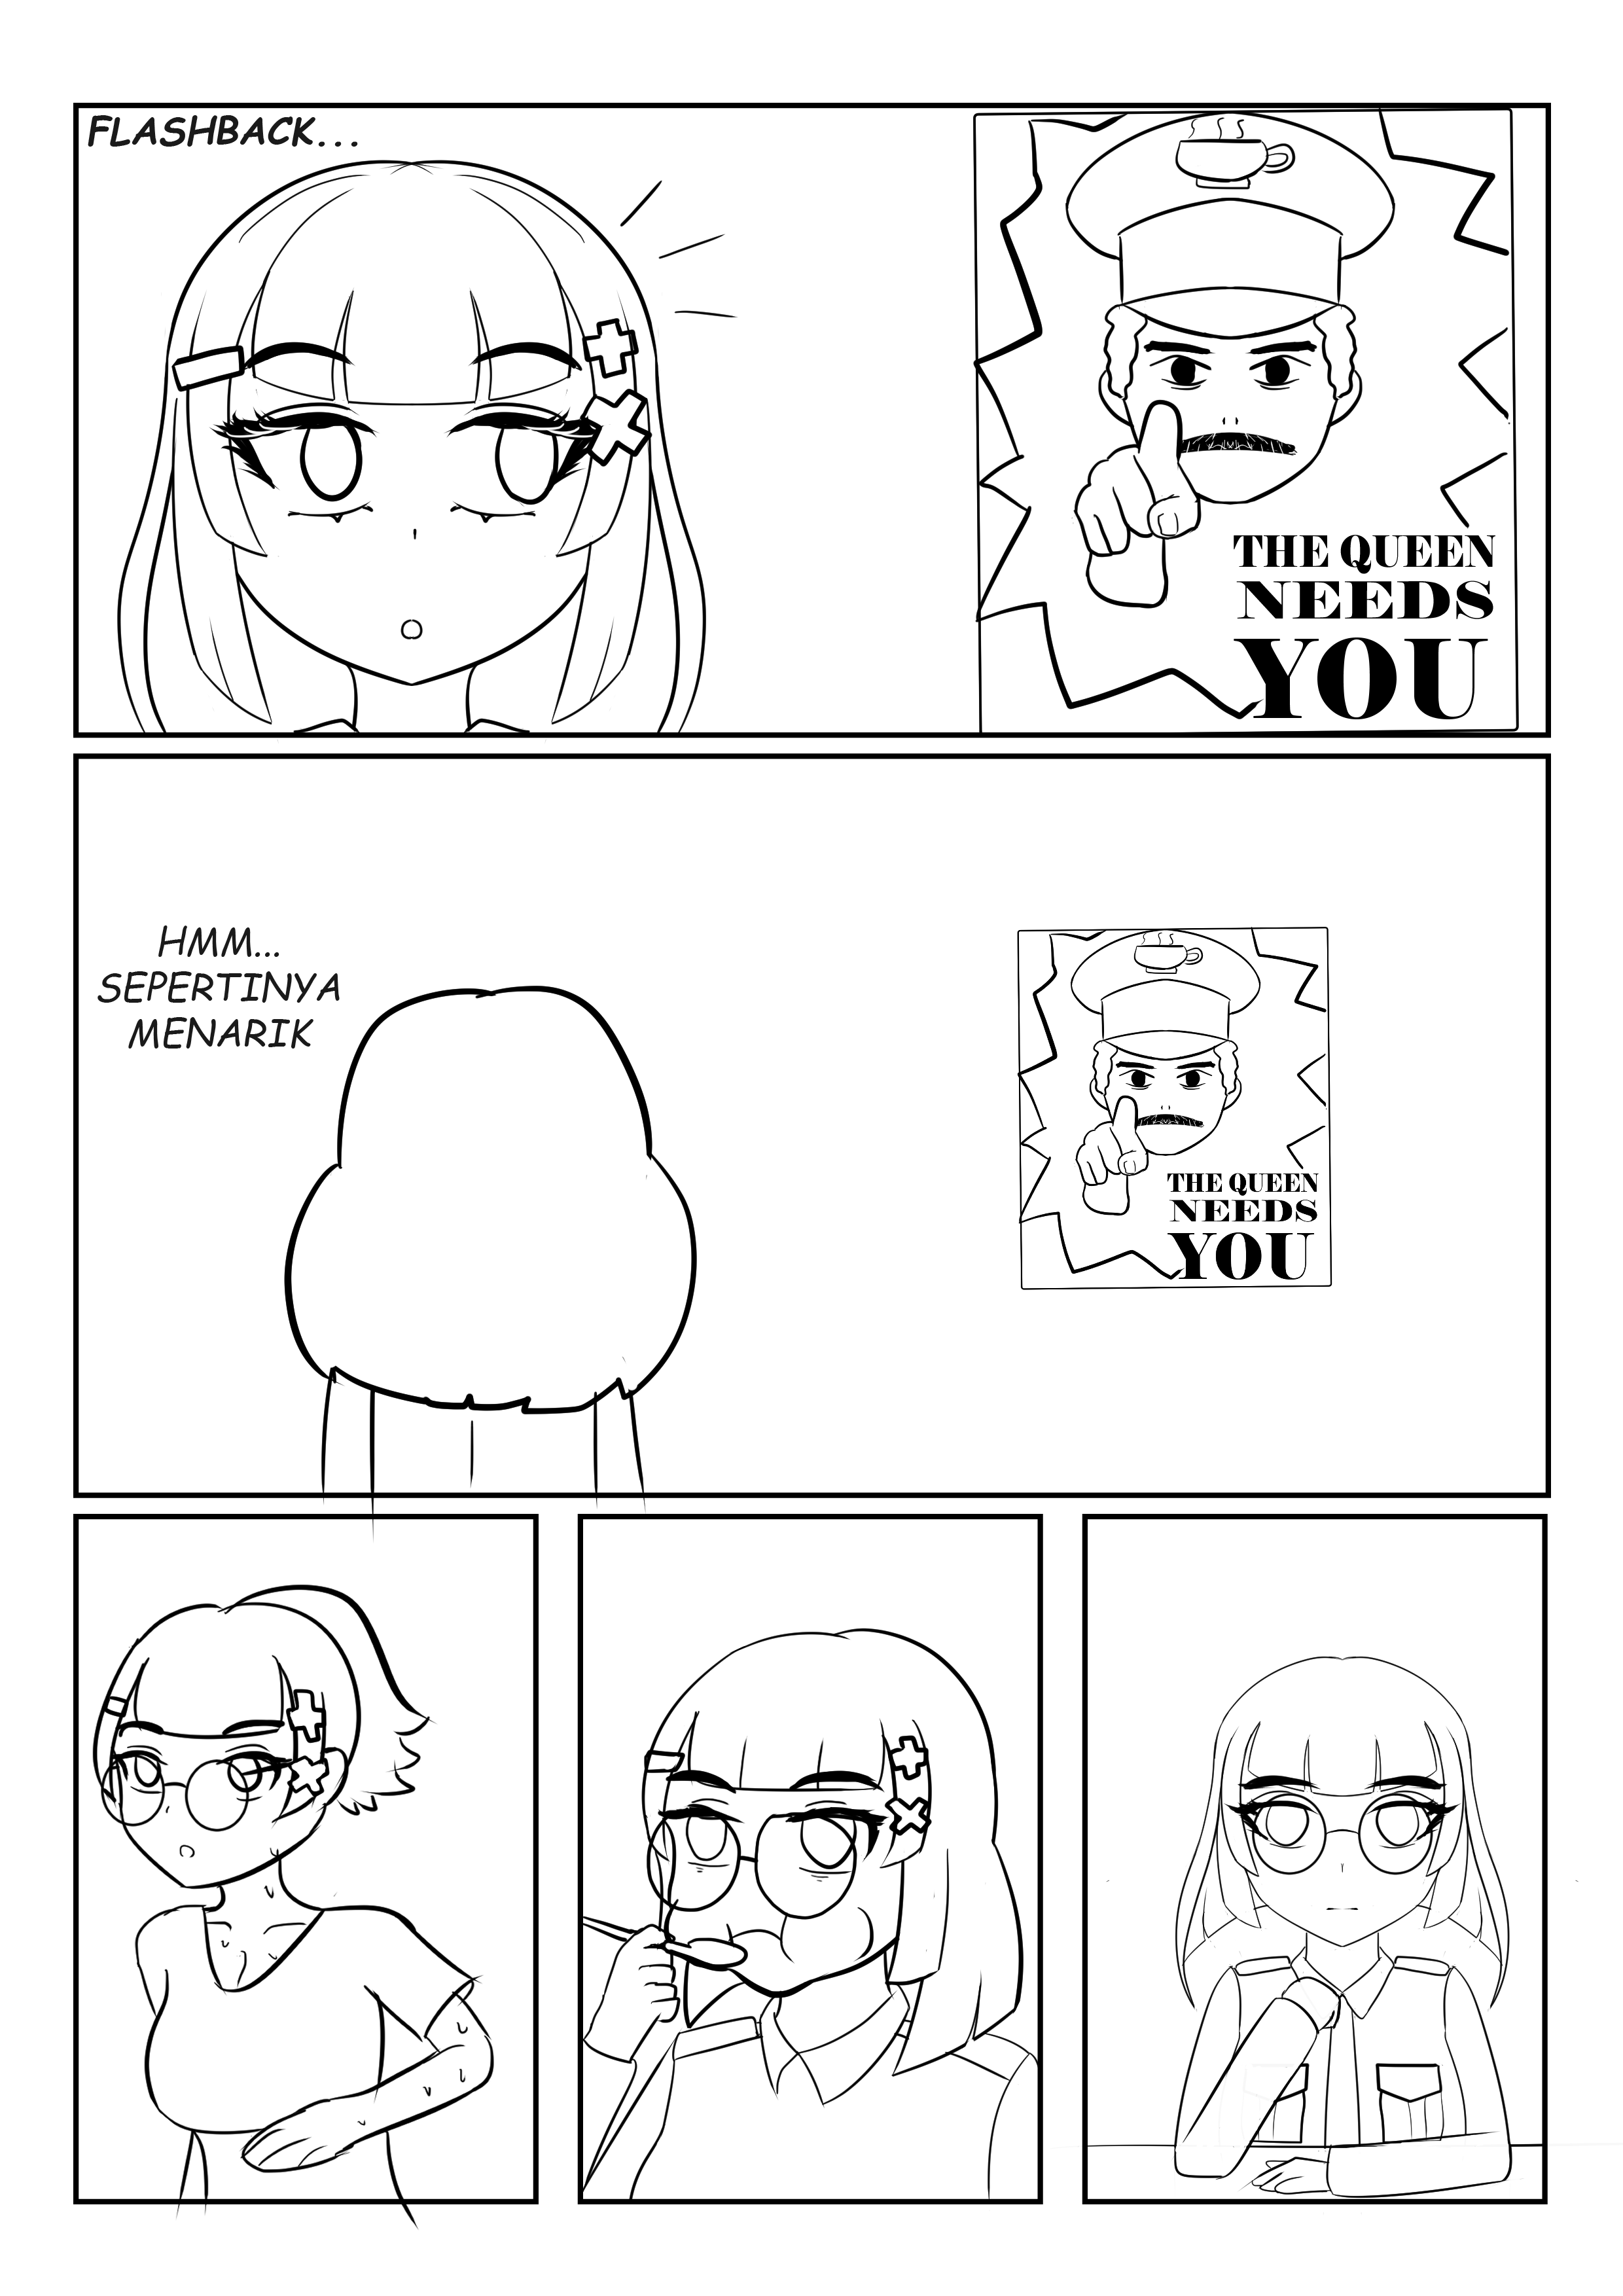 FLASHBACK...
THE QUEEN
NEEDS
YOU
HMM...
SEPERTINYA
MENARIK
THE QUEEN
NEEDS
YOU